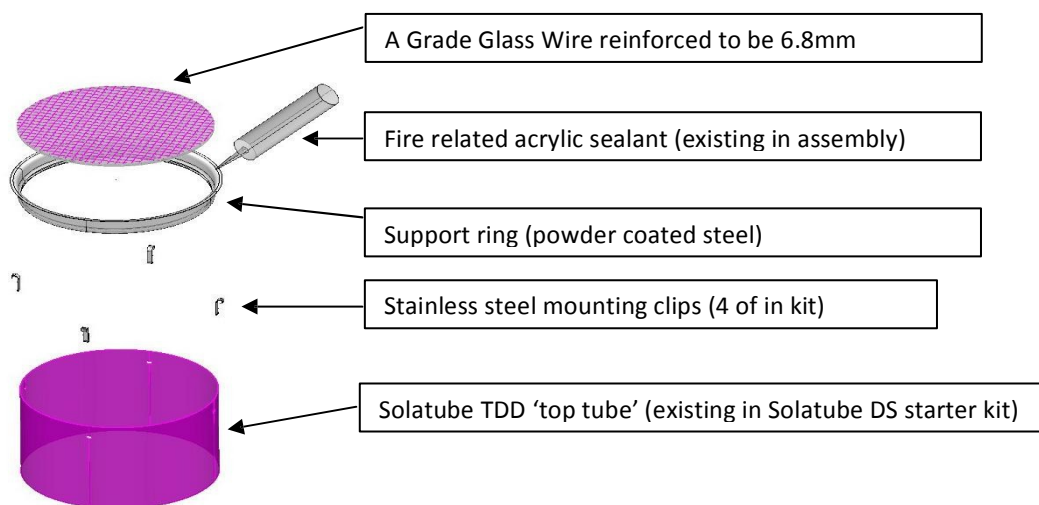 A Grade Glass Wire reinforced to be 6.8mm
Fire related acrylic sealant (existing in assembly)
Support ring (powder coated steel)
Stainless steel mounting clips (4 of in kit)
Solatube TDD ‘top tube’ (existing in Solatube DS starter kit)